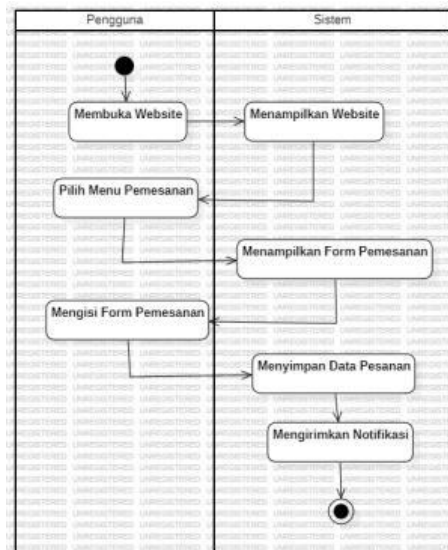 Pengguna
Sistem
Membuka Website
Menampilkan Website
Pilih Menu Pemesanan
Menampilkan Form Pemesanan
Mengisi Form Pemesanan
Menyimpan Data Pesanan
Mengirimkan Notifikasi